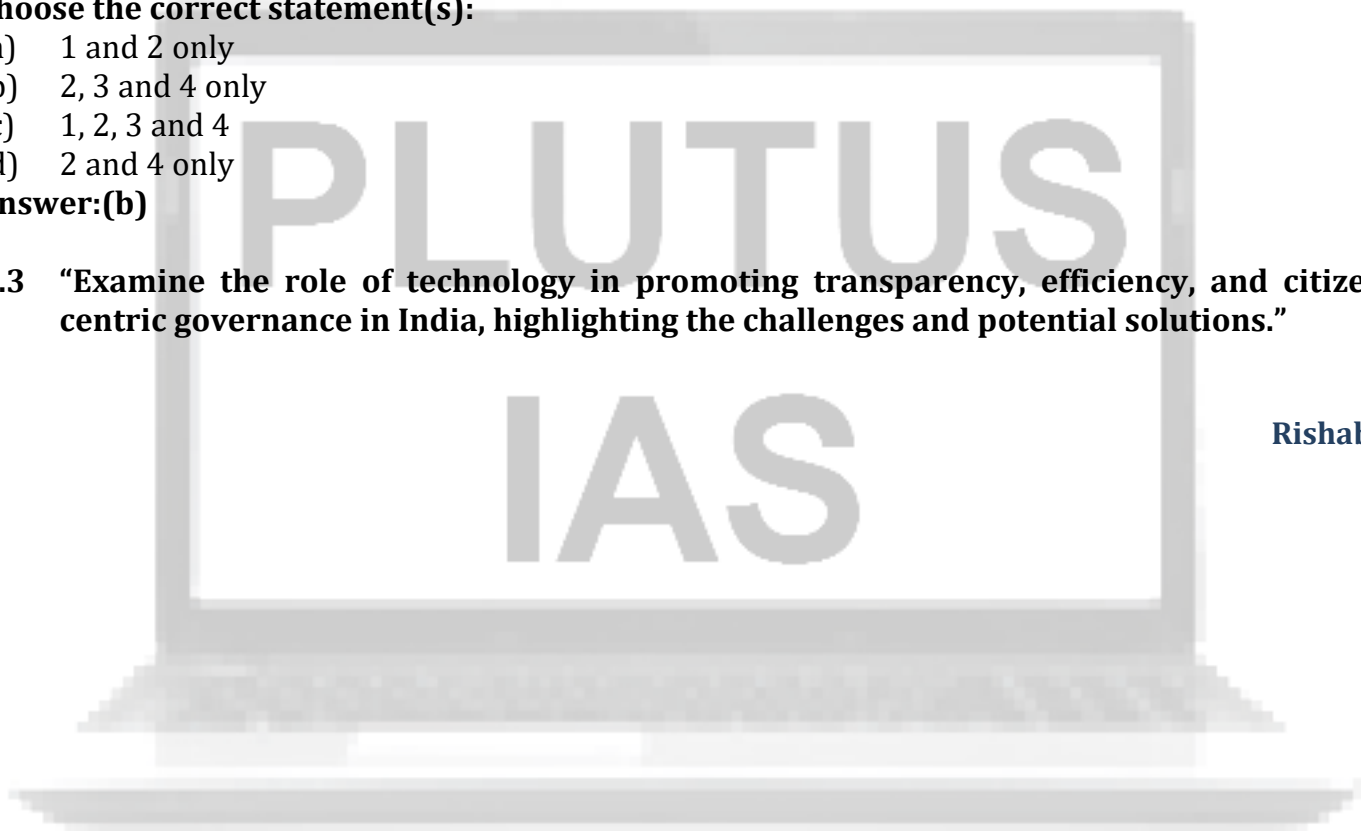 hoose the correct statement(s):
) 1 and 2 only
) 2, 3 and 4 only
) 1, 2, 3 and 4
) 2 and 4 only
nswer:(b)
.3 “Examine the role of technology in promoting transparency, efficiency, and citize
centric governance in India, highlighting the challenges and potential solutions.”
Rishab
PLUTUS
IAS